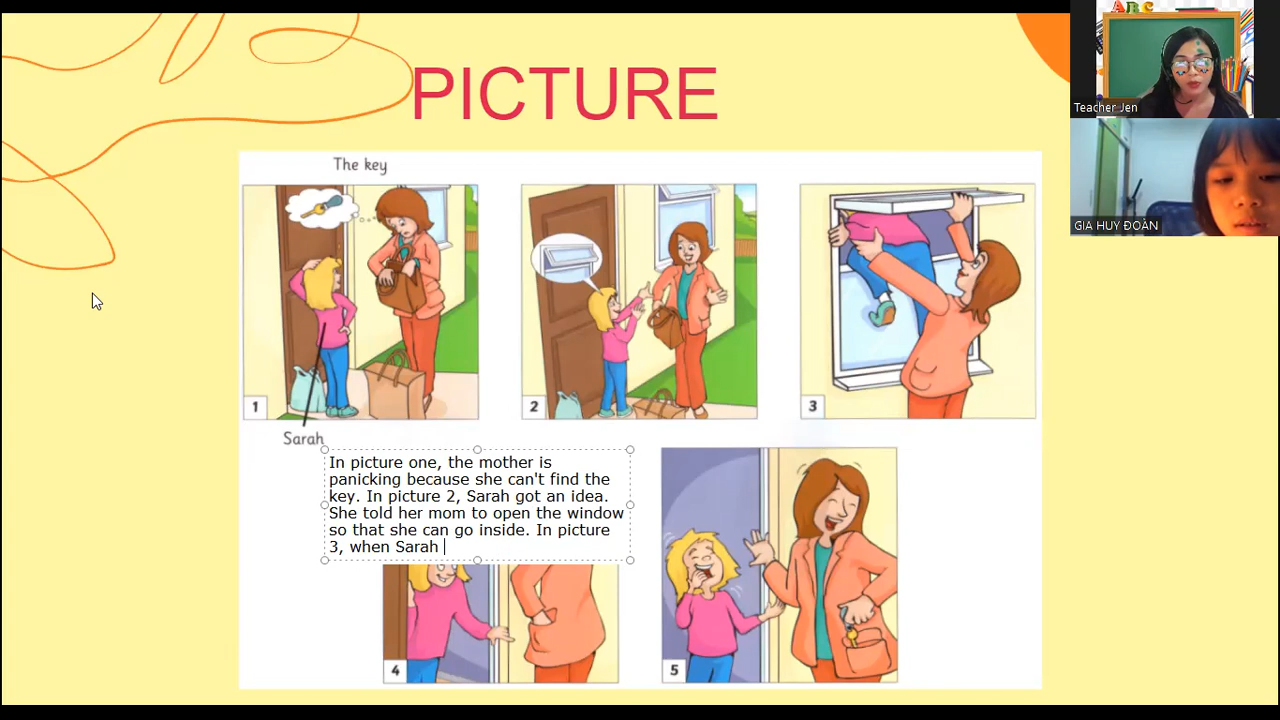 PICTURE
ABC
Teacher Jen
GIA HUY ĐOÀN
The key
1
2
3
Sarah
In picture one, the mother is
panicking because she can't find the
key. In picture 2, Sarah got an idea.
She told her mom to open the window
so that she can go inside. In picture
3, when Sarah
4
5